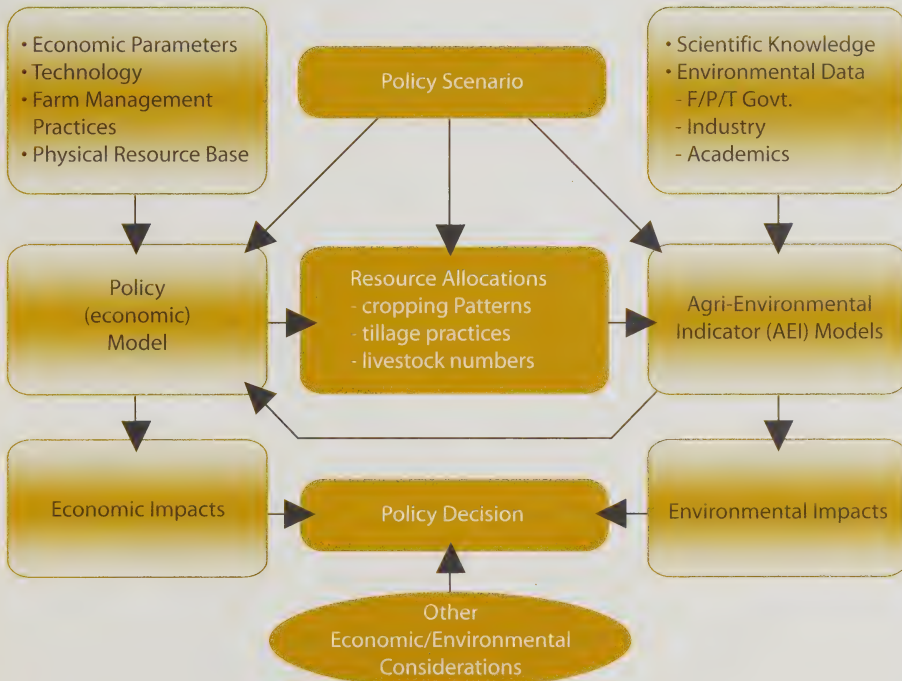 • Economic Parameters
• Technology
• Farm Management
Practices
• Physical Resource Base
Policy Scenario
• Scientific Knowledge
• Environmental Data
- F/P/T Govt.
- Industry
- Academics
Policy
(economic)
Model
Resource Allocations
- cropping Patterns
- tillage practices
- livestock numbers
Agri-Environmental
Indicator (AEI) Models
Economic Impacts
Policy Decision
Environmental Impacts
Other
Economic/Environmental
Considerations